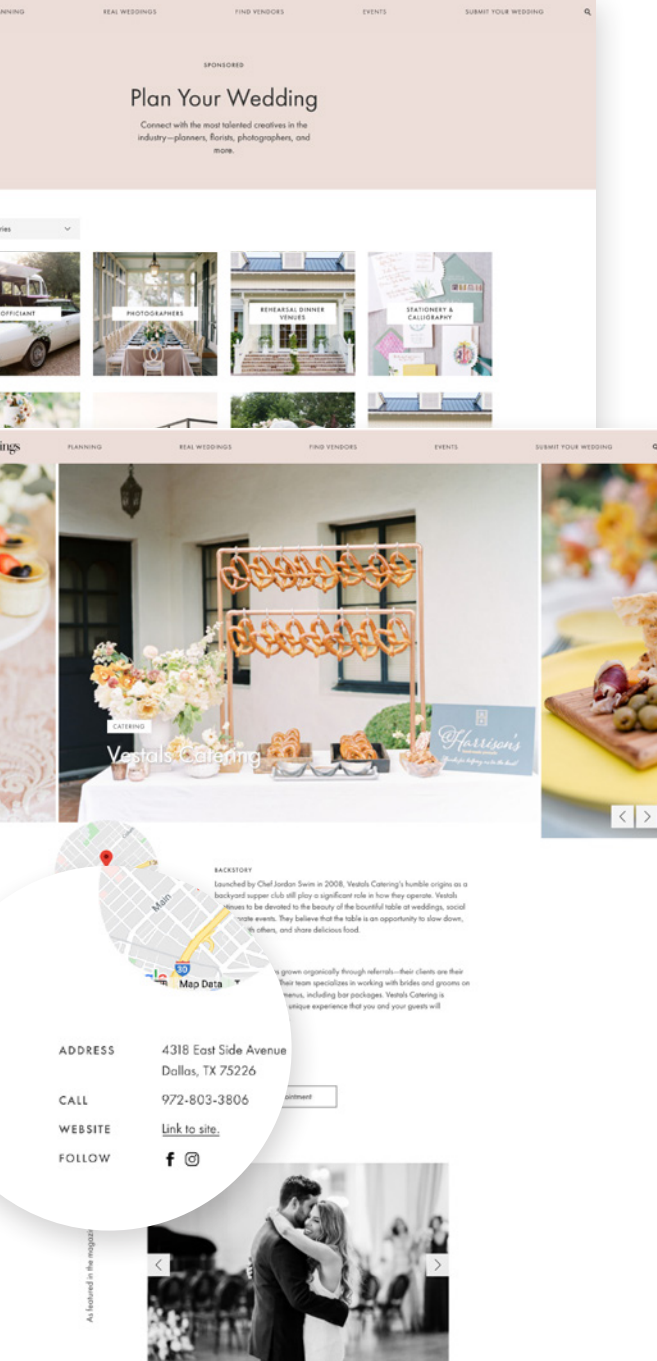 REAL WEDDINGS
FIND VENDORS
EVENTS
SUBMIT YOUR WEDDING
SPONSORED
Plan Your Wedding
Connect with the most talented creatives in the
industry—planners, florists, photographers, and
more.
OFFICIANT
PHOTOGRAPHERS
REHEARSAL DINNER
VENUES
STATIONERY &
CALLIGRAPHY
PLANNING
REAL WEDDINGS
FIND VENDORS
EVENTS
SUBMIT YOUR WEDDING
CATERING
Vestals Catering
Harrison's
BACKSTORY
Launched by Chef Jordan Swim in 2008, Vestals Catering's humble origins as a
backyard supper club still play a significant role in how they operate. Vestals
to be devoted to the beauty of the bountiful table at weddings, social
events. They believe that the table is an opportunity to slow down,
others, and share delicious food.
grown organically through referrals—their clients are their
team specializes in working with brides and grooms on
menus, including bar packages. Vestals Catering is
unique experience that you and your guests will
Main
30
Map Data
ADDRESS
4318 East Side Avenue
Dallas, TX 75226
CALL
972-803-3806
WEBSITE
Link to site.
FOLLOW
As featured in the magazine